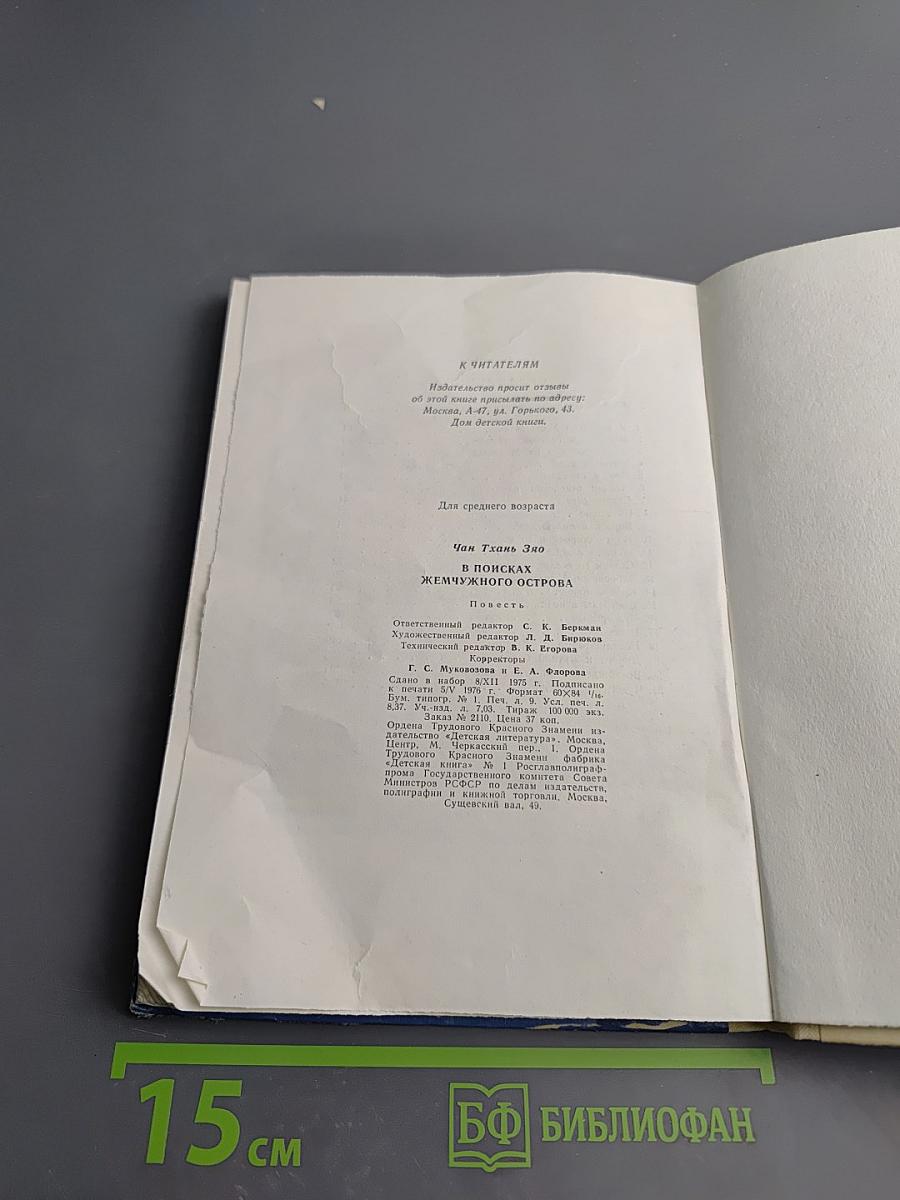 К ЧИТАТЕЛЯМ
Издательство просит отзывы
об этой книге присылать по адресу:
Москва, А-47, ул. Горького, 43.
Дом детской книги.
Для среднего возраста
Чан Тхань Зяо
В ПОИСКАХ
ЖЕМЧУЖНОГО ОСТРОВА
Повесть
Ответственный редактор С. К. Беркман
Художественный редактор Л. Д. Бирюков
Технический редактор В. К. Егорова
Корректоры
Г. С. Муковозова и Е. А. Флорова
Сдано в набор 8/XII 1975 г. Подписано
к печати 5/V 1976 г. Формат 60×84 1/16.
Бум. типогр. № 1. Печ. л. 9. Усл. печ. л.
8,37. Уч.-изд. л. 7,03. Тираж 100 000 экз.
Заказ № 2110. Цена 37 коп.
Ордена Трудового Красного Знамени из-
дательство «Детская литература». Москва,
Центр, М. Черкасский пер., 1. Ордена
Трудового Красного Знамени фабрика
«Детская книга» № 1 Росглавполиграф-
прома Государственного комитета Совета
Министров РСФСР по делам издательств,
полиграфии и книжной торговли. Москва,
Сущевский вал, 49.
15 см
БФ БИБЛИОФАН